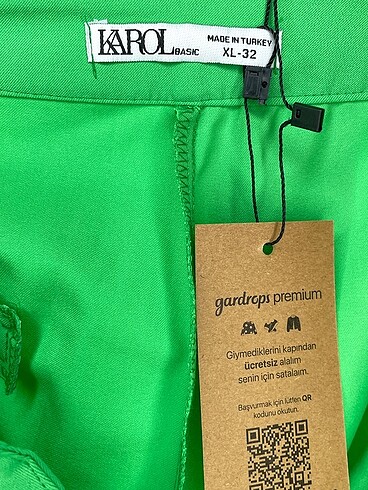 KAROL BASIC
MADE IN TURKEY
XL-32
gardrops premium
Giymediklerini kapından
ücretsiz alalım
senin için satalım.
Başvurmak için lütfen QR
kodunu okutun.